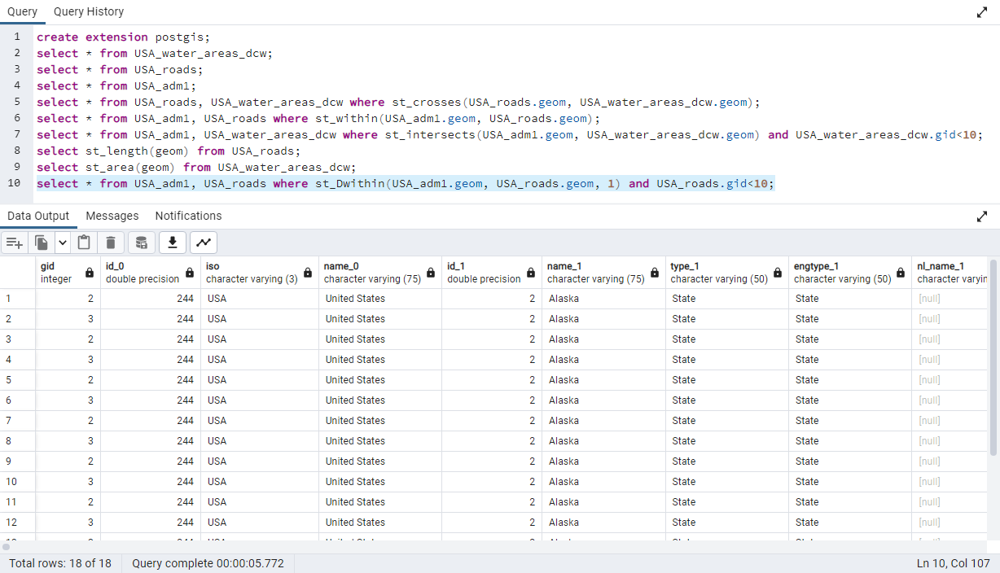 Query Query History
1 create extension postgis;
2 select * from USA_water_areas_dcw;
3 select * from USA_roads;
4 select * from USA_adm1;
5 select * from USA_roads, USA_water_areas_dcw where st_crosses(USA_roads.geom, USA_water_areas_dcw.geom);
6 select * from USA_adm1, USA_roads where st_within(USA_adm1.geom, USA_roads.geom);
7 select * from USA_adm1, USA_water_areas_dcw where st_intersects(USA_adm1.geom, USA_water_areas_dcw.geom) and USA_water_areas_dcw.gid<10;
8 select st_length(geom) from USA_roads;
9 select st_area(geom) from USA_water_areas_dcw;
10 select * from USA_adm1, USA_roads where st_Dwithin(USA_adm1.geom, USA_roads.geom, 1) and USA_roads.gid<10;
Data Output Messages Notifications
gid id_0 iso name_0 id_1 name_1 type_1 engtype_1 nl_name_1
integer double precision character varying (3) character varying (75) double precision character varying (75) character varying (50) character varying (50) character varyin
1 2 244 USA United States 2 Alaska State State [null]
2 3 244 USA United States 2 Alaska State State [null]
3 2 244 USA United States 2 Alaska State State [null]
4 3 244 USA United States 2 Alaska State State [null]
5 2 244 USA United States 2 Alaska State State [null]
6 3 244 USA United States 2 Alaska State State [null]
7 2 244 USA United States 2 Alaska State State [null]
8 3 244 USA United States 2 Alaska State State [null]
9 2 244 USA United States 2 Alaska State State [null]
10 3 244 USA United States 2 Alaska State State [null]
11 2 244 USA United States 2 Alaska State State [null]
12 3 244 USA United States 2 Alaska State State [null]
Total rows: 18 of 18 Query complete 00:00:05.772 Ln 10, Col 107